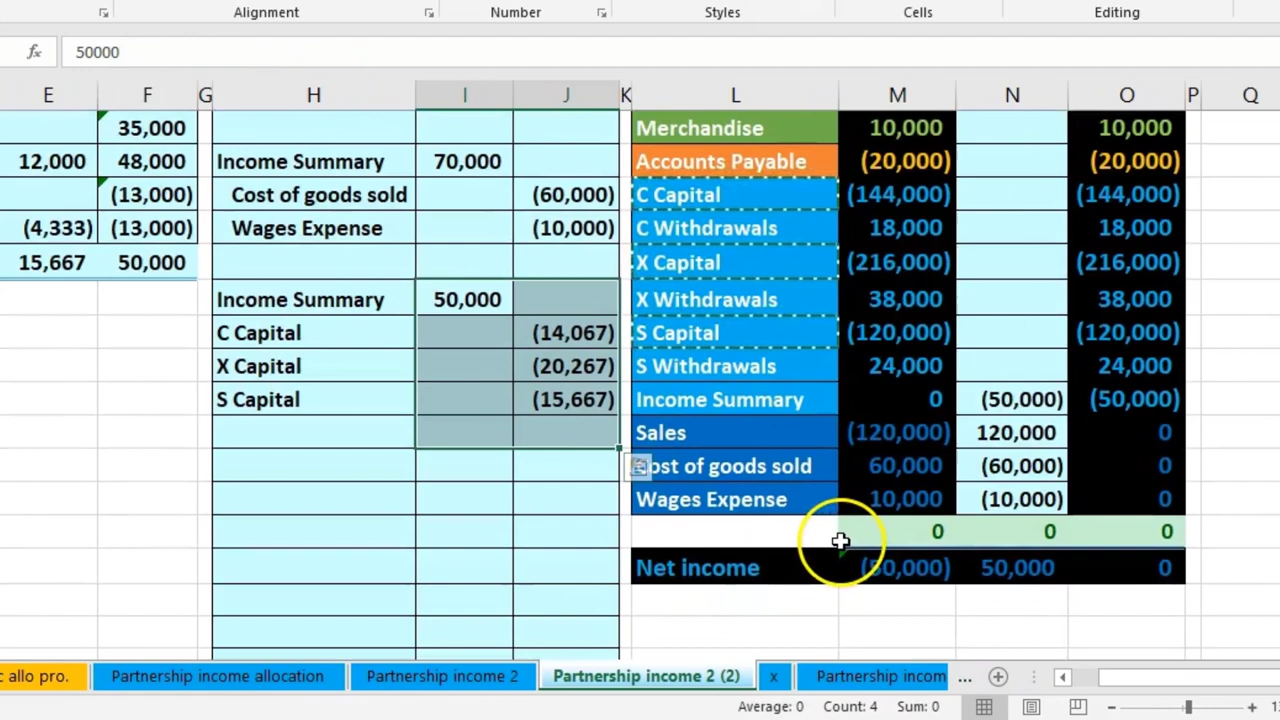 Alignment Number Styles Cells Editing
fx 50000
E F G H I J K L M N O P Q
35,000 Merchandise 10,000 10,000
12,000 48,000 Income Summary 70,000 Accounts Payable (20,000) (20,000)
(13,000) Cost of goods sold (60,000) C Capital (144,000) (144,000)
(4,333) (13,000) Wages Expense (10,000) C Withdrawals 18,000 18,000
15,667 50,000 X Capital (216,000) (216,000)
Income Summary 50,000 X Withdrawals 38,000 38,000
C Capital (14,067) S Capital (120,000) (120,000)
X Capital (20,267) S Withdrawals 24,000 24,000
S Capital (15,667) Income Summary 0 (50,000) (50,000)
Sales (120,000) 120,000 0
Cost of goods sold 60,000 (60,000) 0
Wages Expense 10,000 (10,000) 0
0 0 0
Net income (50,000) 50,000 0
c allo pro. Partnership income allocation Partnership income 2 Partnership income 2 (2) x Partnership incom ...
Average: 0 Count: 4 Sum: 0